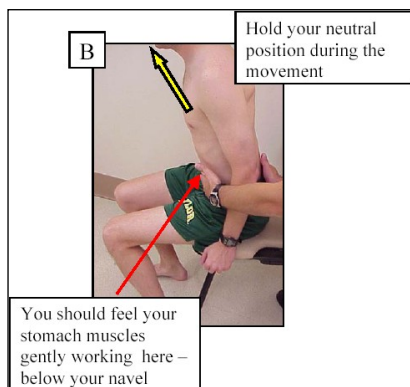 B
Hold your neutral
position during the
movement
YLOR
You should feel your
stomach muscles
gently working here –
below your navel